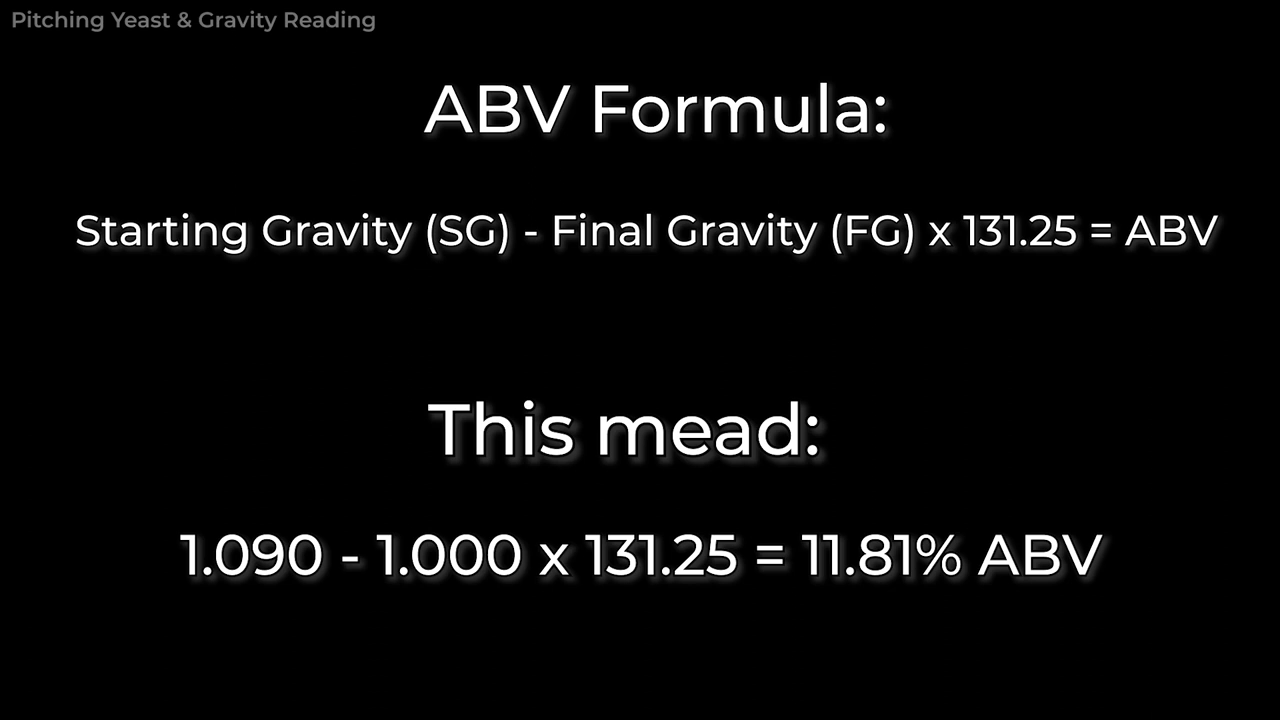 Pitching Yeast & Gravity Reading
ABV Formula:
Starting Gravity (SG) - Final Gravity (FG) x 131.25 = ABV
This mead:
1.090 - 1.000 x 131.25 = 11.81% ABV